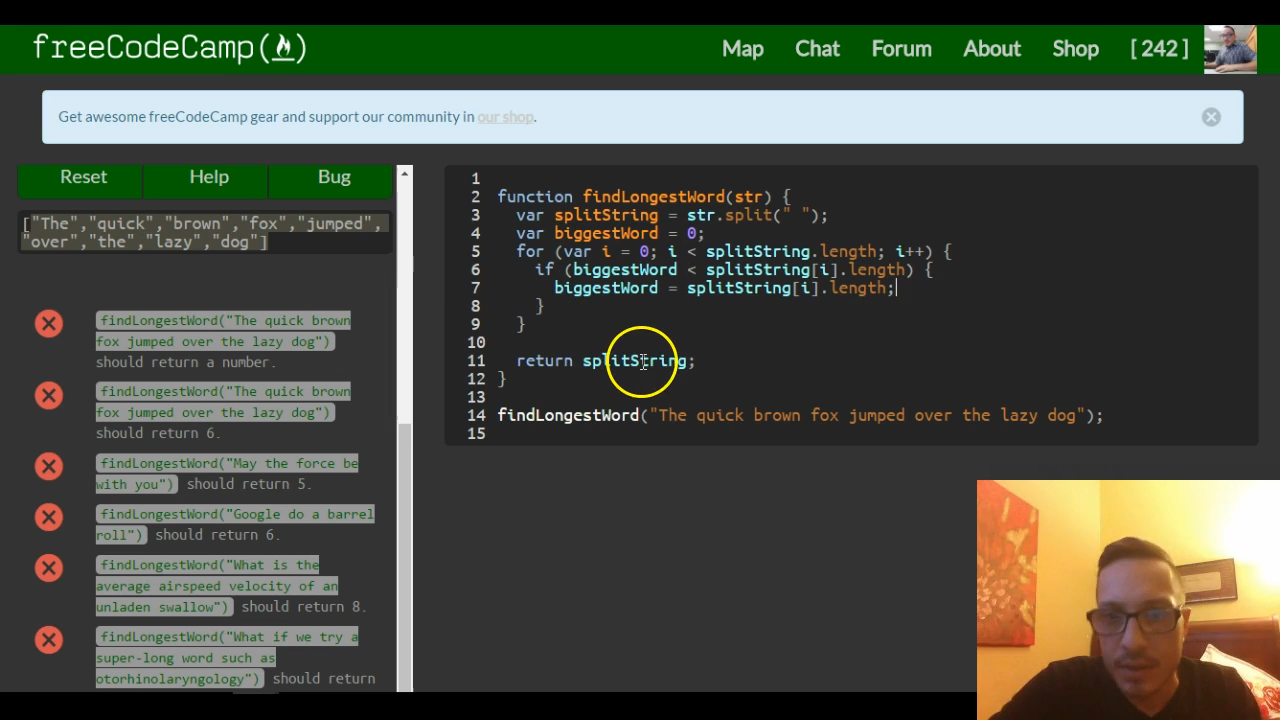 freeCodeCamp(🔥)
Map Chat Forum About Shop [ 242 ]
Get awesome freeCodeCamp gear and support our community in our shop.
Reset Help Bug
["The","quick","brown","fox","jumped",
"over","the","lazy","dog"]
findLongestWord("The quick brown
fox jumped over the lazy dog")
should return a number.
findLongestWord("The quick brown
fox jumped over the lazy dog")
should return 6.
findLongestWord("May the force be
with you") should return 5.
findLongestWord("Google do a barrel
roll") should return 6.
findLongestWord("What is the
average airspeed velocity of an
unladen swallow") should return 8.
findLongestWord("What if we try a
super-long word such as
otorhinolaryngology") should return
1
2 function findLongestWord(str) {
3 var splitString = str.split(" ");
4 var biggestWord = 0;
5 for (var i = 0; i < splitString.length; i++) {
6 if (biggestWord < splitString[i].length) {
7 biggestWord = splitString[i].length;
8 }
9 }
10
11 return splitString;
12 }
13
14 findLongestWord("The quick brown fox jumped over the lazy dog");
15